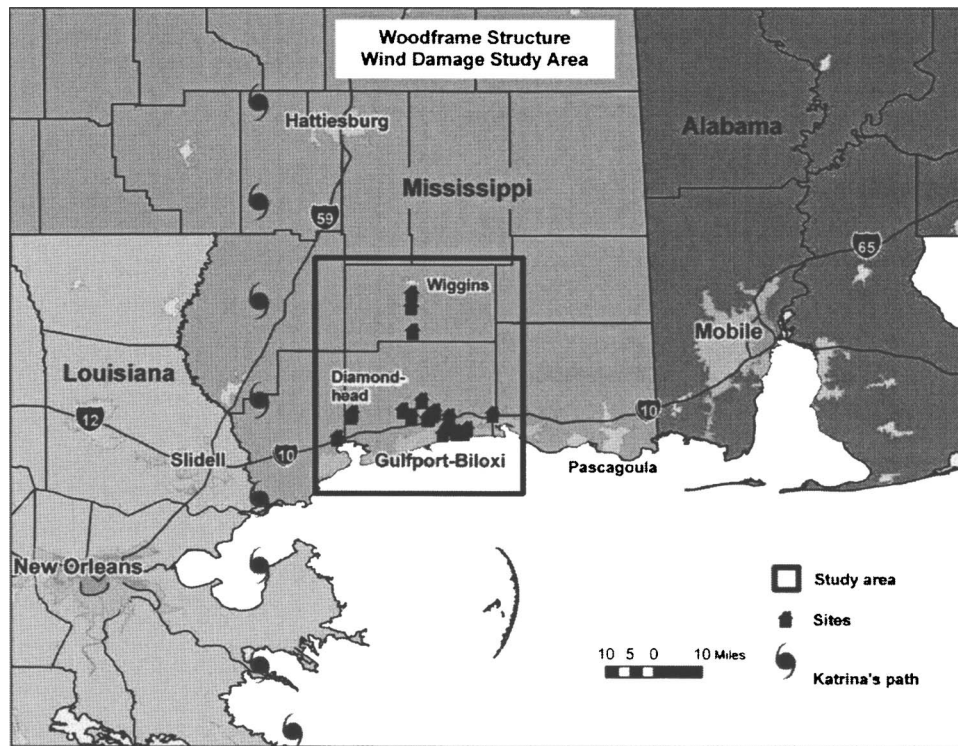 Woodframe Structure
Wind Damage Study Area
Hattiesburg
Alabama
Mississippi
59
65
Wiggins
Mobile
Louisiana
Diamond-
head
12
10
Slidell
10
Gulfport-Biloxi
Pascagoula
New Orleans
Study area
Sites
10 5 0 10 Miles
Katrina's path